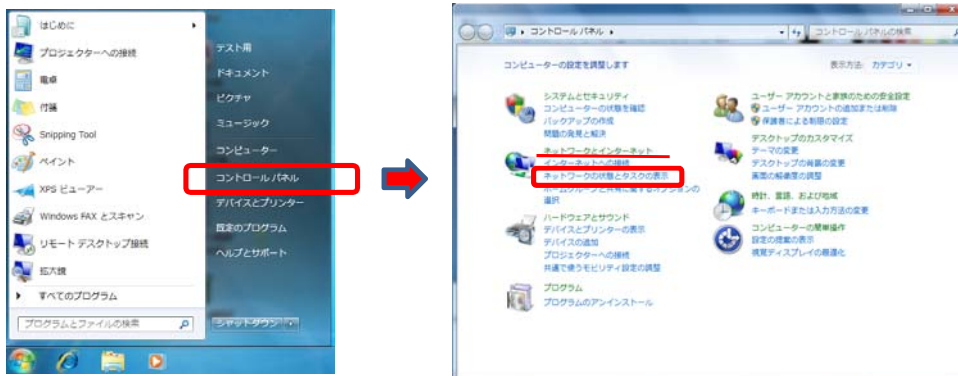 はじめに
プロジェクターへの接続
電卓
付箋
Snipping Tool
ペイント
XPS ビューアー
Windows FAX とスキャン
リモート デスクトップ接続
拡大鏡
すべてのプログラム
プログラムとファイルの検索
テスト用
ドキュメント
ピクチャ
ミュージック
コンピューター
コントロール パネル
デバイスとプリンター
既定のプログラム
ヘルプとサポート
シャットダウン
コントロール パネル
コントロール パネルの検索
コンピューターの設定を調整します
表示方法: カテゴリ
システムとセキュリティ
コンピューターの状態を確認
バックアップの作成
問題の発見と解決
ネットワークとインターネット
インターネットへの接続
ネットワークの状態とタスクの表示
ホームグループと共有に関するオプションの
選択
ハードウェアとサウンド
デバイスとプリンターの表示
デバイスの追加
プロジェクターへの接続
共通で使うモビリティ設定の調整
プログラム
プログラムのアンインストール
ユーザー アカウントと家族のための安全設定
ユーザー アカウントの追加または削除
保護者による制限の設定
デスクトップのカスタマイズ
テーマの変更
デスクトップの背景の変更
画面の解像度の調整
時計、言語、および地域
キーボードまたは入力方法の変更
コンピューターの簡単操作
設定の提案の表示
視覚ディスプレイの最適化